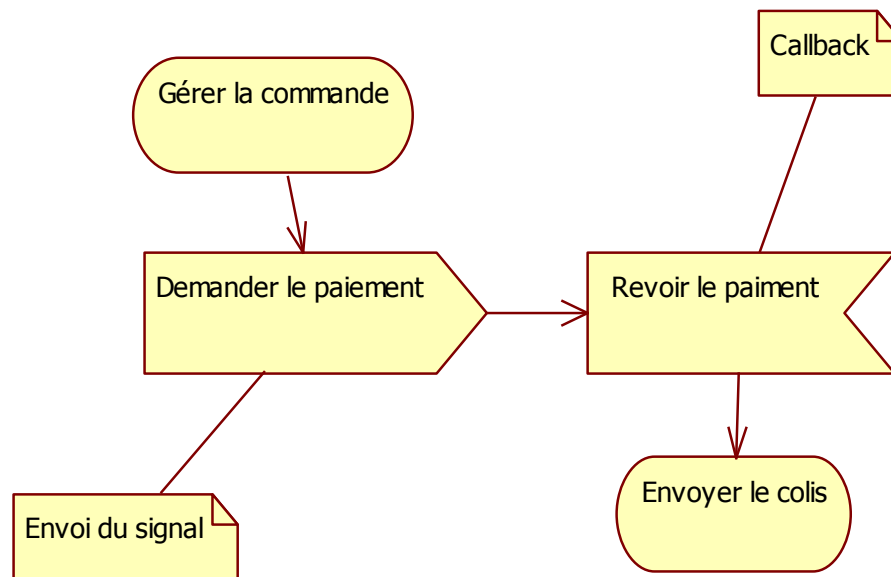 Callback
Gérer la commande
Demander le paiement
Revoir le paiment
Envoyer le colis
Envoi du signal